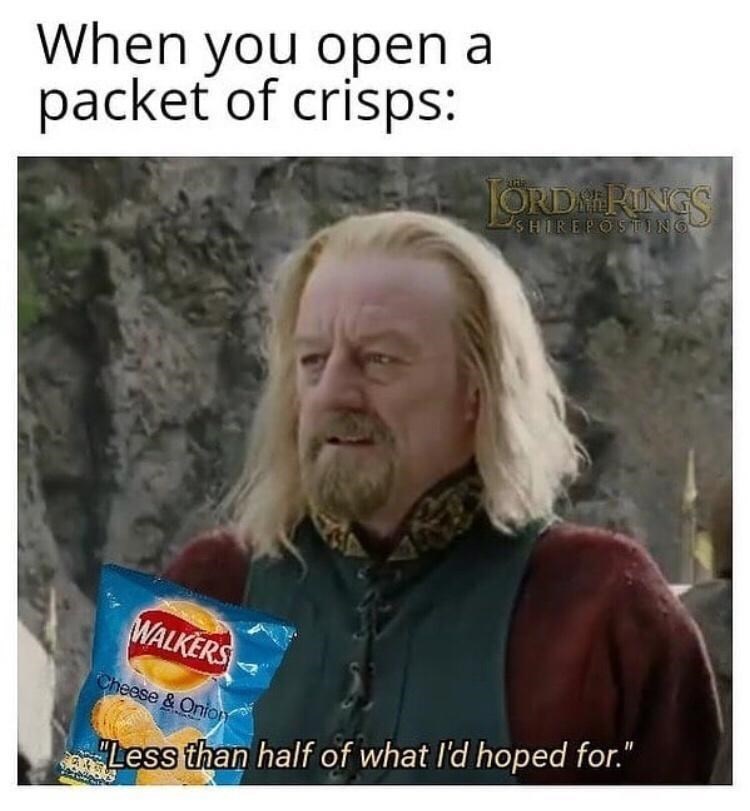 When you open a
packet of crisps:
THE
LORD OF THE RINGS
SHIREPOSTING
WALKERS
Cheese & Onion
"Less than half of what I'd hoped for."